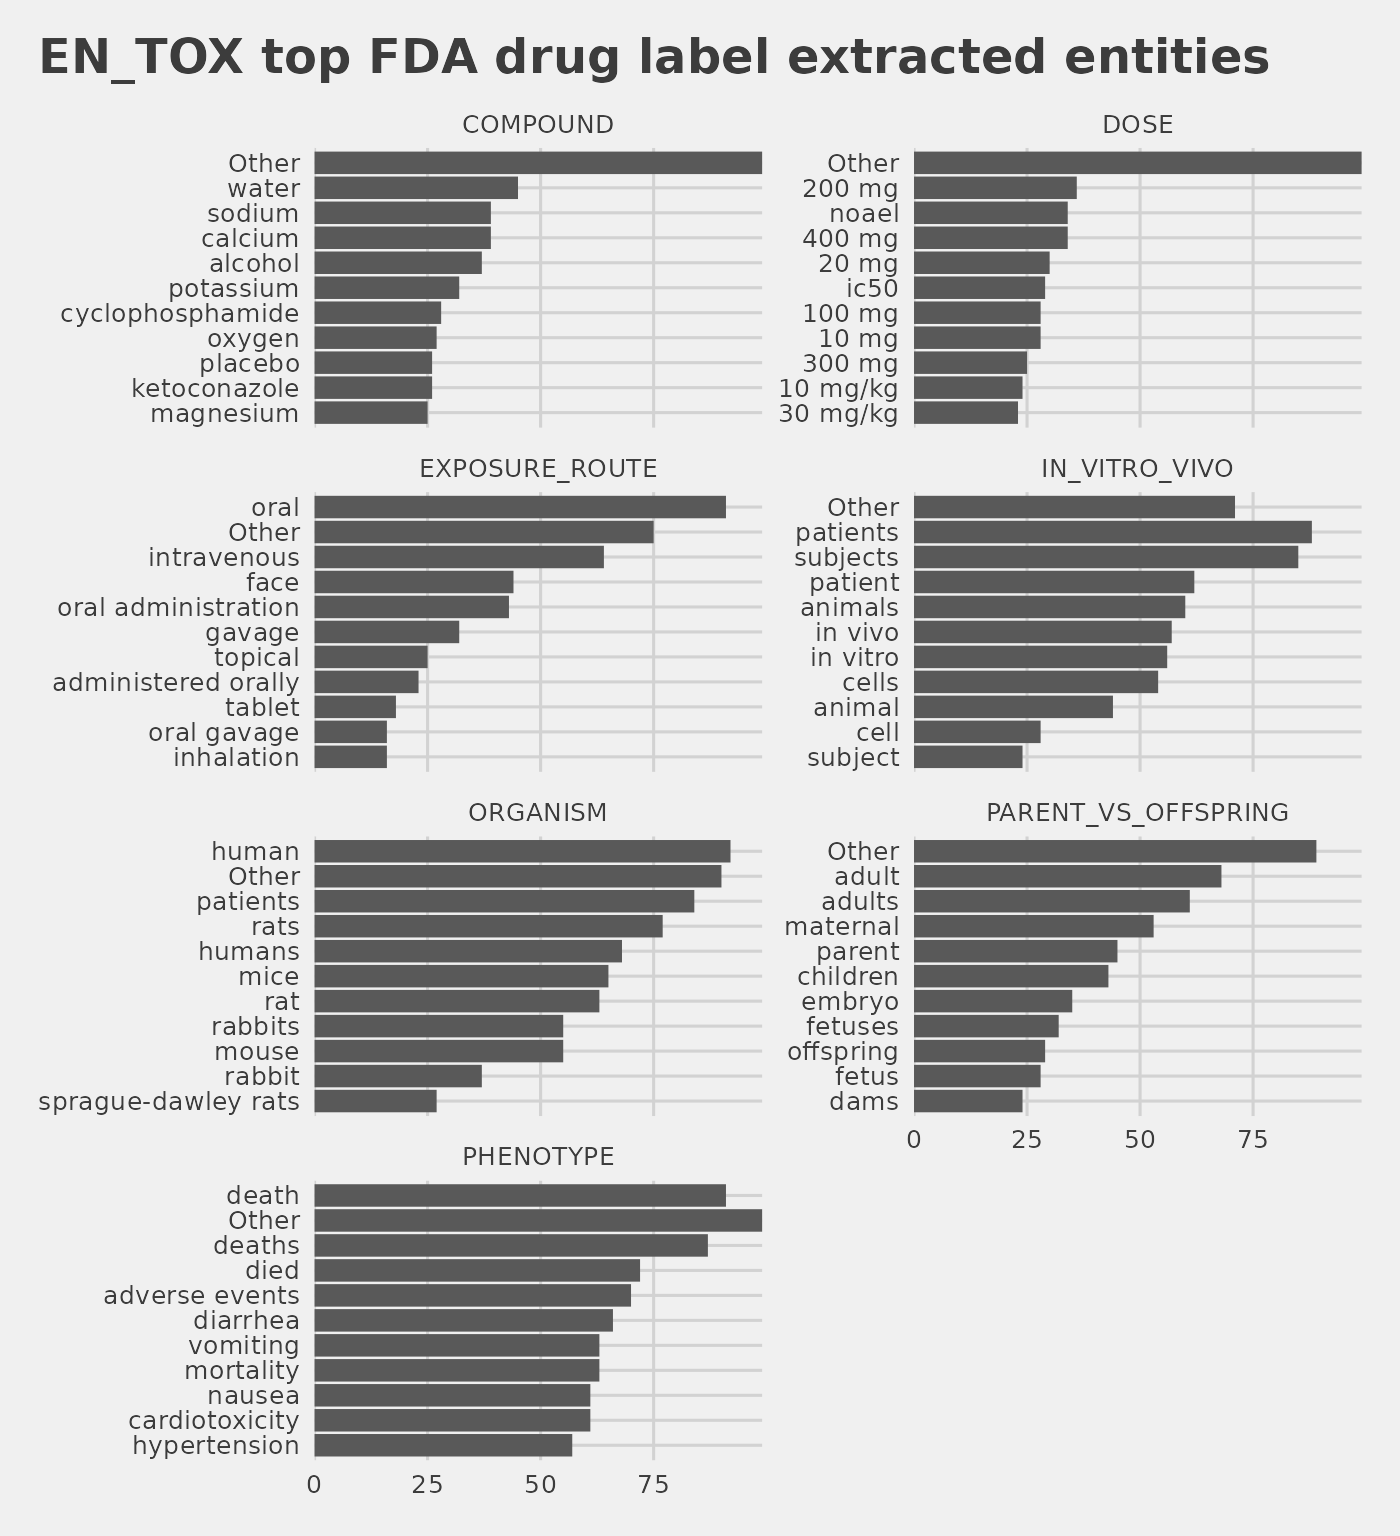 EN_TOX top FDA drug label extracted entities
COMPOUND
Other
water
sodium
calcium
alcohol
potassium
cyclophosphamide
oxygen
placebo
ketoconazole
magnesium
DOSE
Other
200 mg
noael
400 mg
20 mg
ic50
100 mg
10 mg
300 mg
10 mg/kg
30 mg/kg
EXPOSURE_ROUTE
oral
Other
intravenous
face
oral administration
gavage
topical
administered orally
tablet
oral gavage
inhalation
IN_VITRO_VIVO
Other
patients
subjects
patient
animals
in vivo
in vitro
cells
animal
cell
subject
ORGANISM
human
Other
patients
rats
humans
mice
rat
rabbits
mouse
rabbit
sprague-dawley rats
PARENT_VS_OFFSPRING
Other
adult
adults
maternal
parent
children
embryo
fetuses
offspring
fetus
dams
0 25 50 75
PHENOTYPE
death
Other
deaths
died
adverse events
diarrhea
vomiting
mortality
nausea
cardiotoxicity
hypertension
0 25 50 75